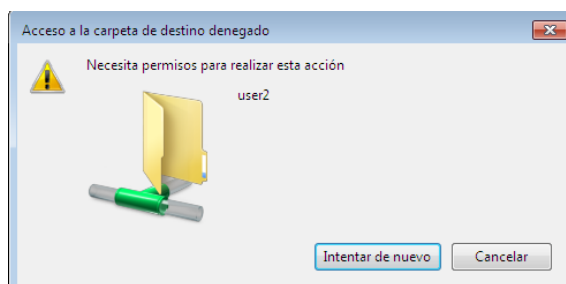 Acceso a la carpeta de destino denegado
Necesita permisos para realizar esta acción
user2
Intentar de nuevo
Cancelar